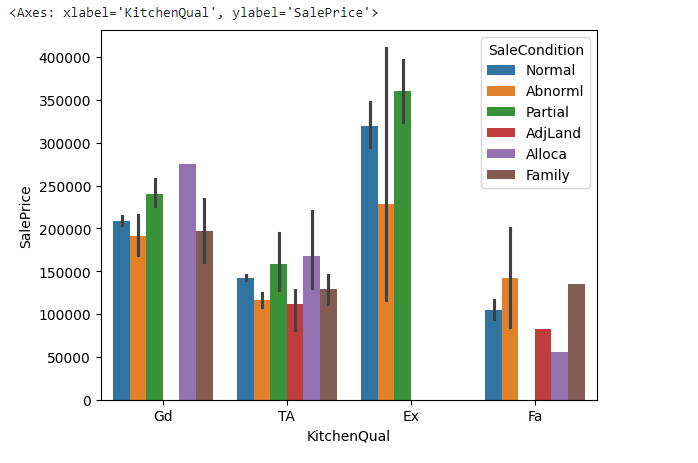 <Axes: xlabel='KitchenQual', ylabel='SalePrice'>
SaleCondition
Normal
Abnorml
Partial
AdjLand
Alloca
Family
SalePrice
400000
350000
300000
250000
200000
150000
100000
50000
0
Gd TA Ex Fa
KitchenQual